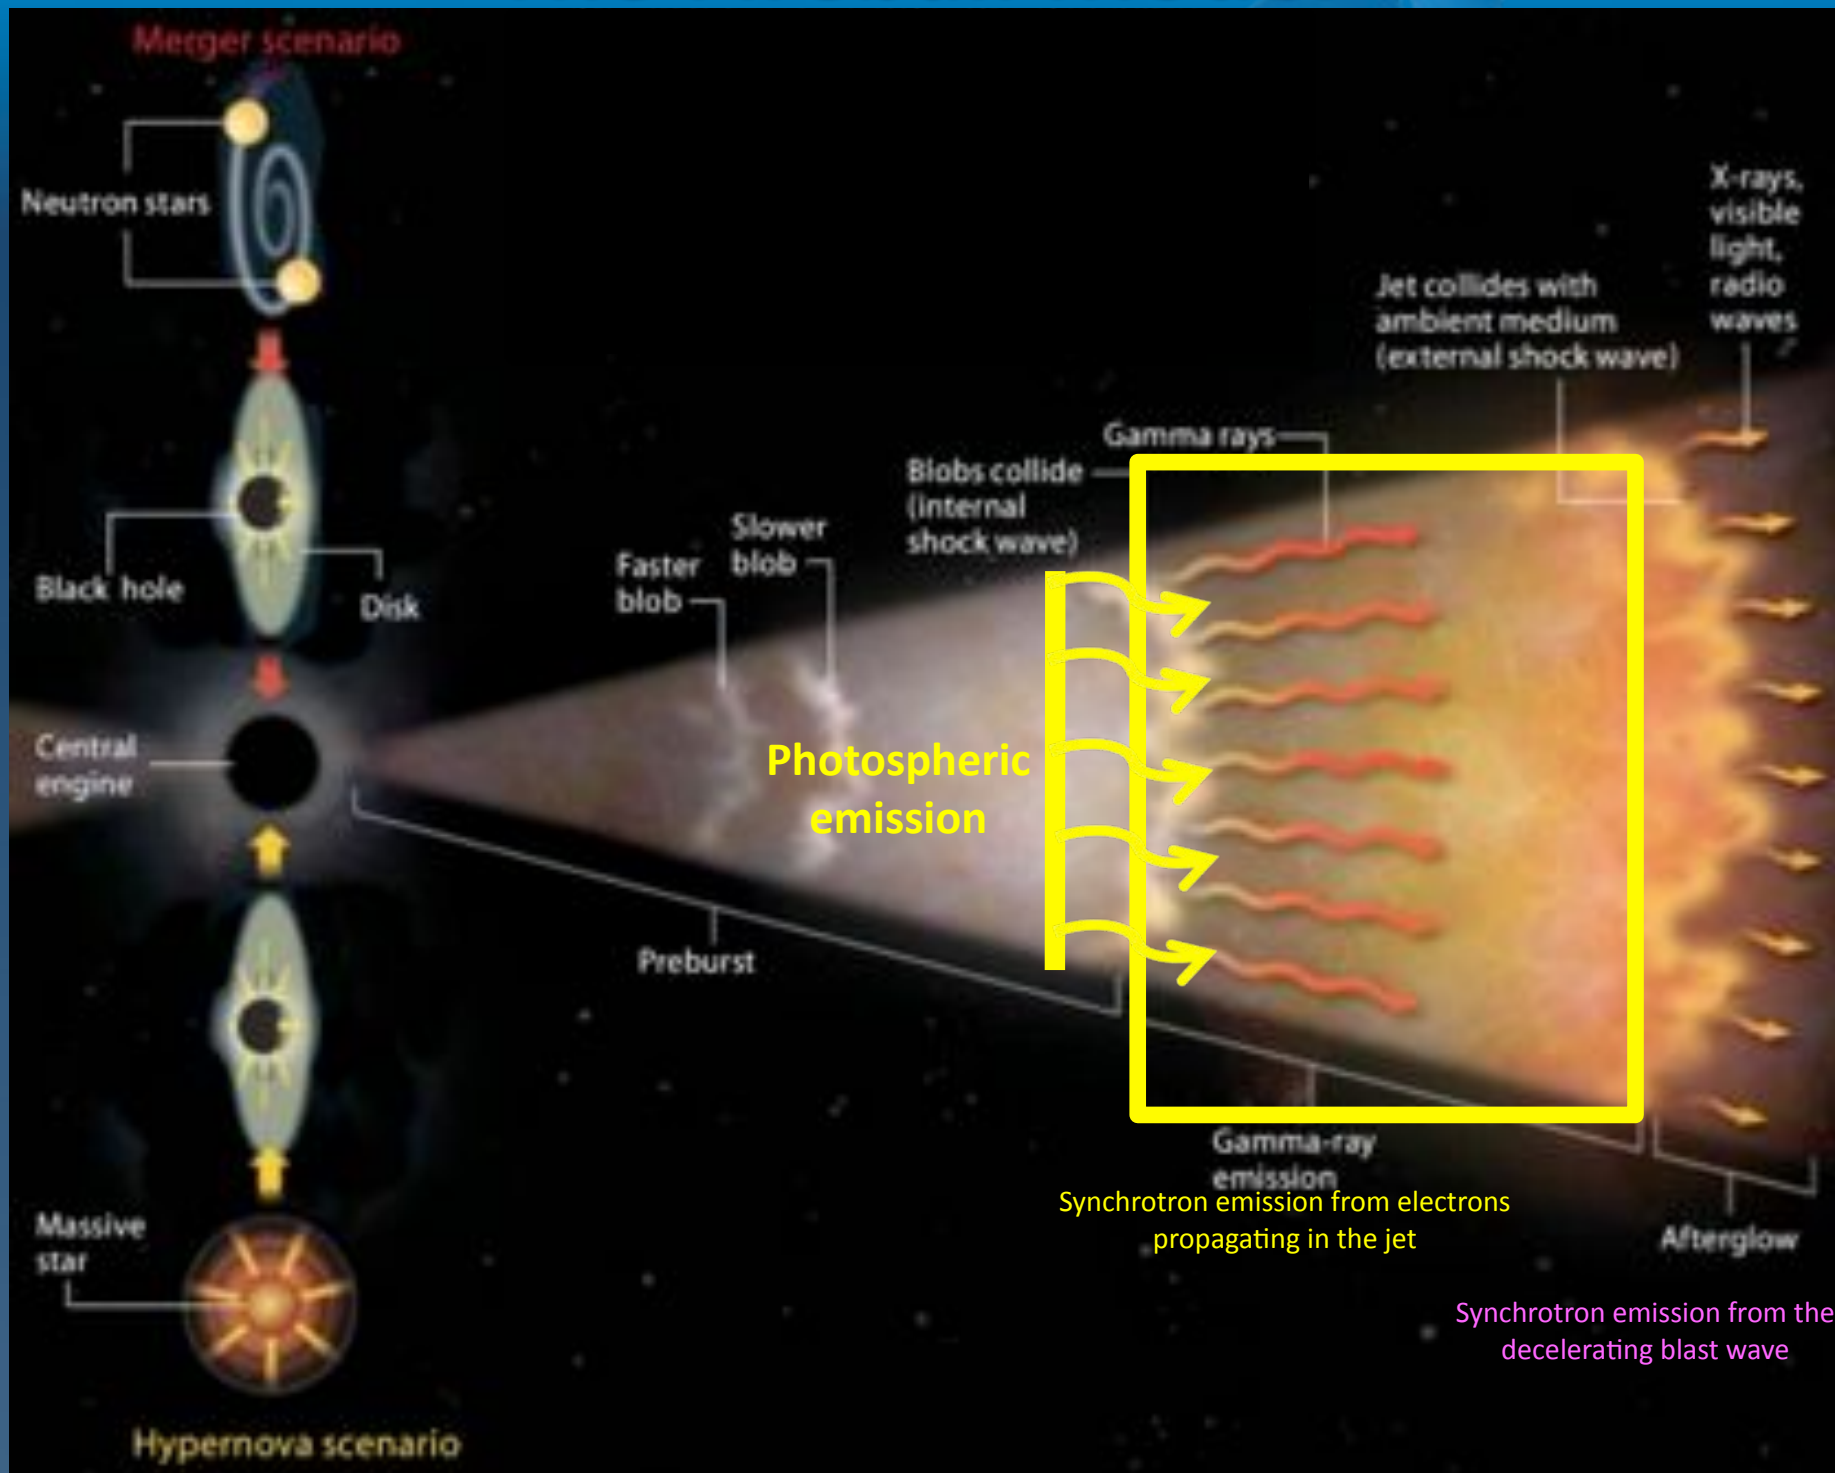 Merger scenario
Neutron stars
Black hole
Disk
Central
engine
Massive
star
Hypernova scenario
Faster
blob
Slower
blob
Preburst
Photospheric
emission
Blobs collide
(internal
shock wave)
Gamma rays
Jet collides with
ambient medium
(external shock wave)
X-rays,
visible
light,
radio
waves
Gamma-ray
emission
Synchrotron emission from electrons
propagating in the jet
Afterglow
Synchrotron emission from the
decelerating blast wave